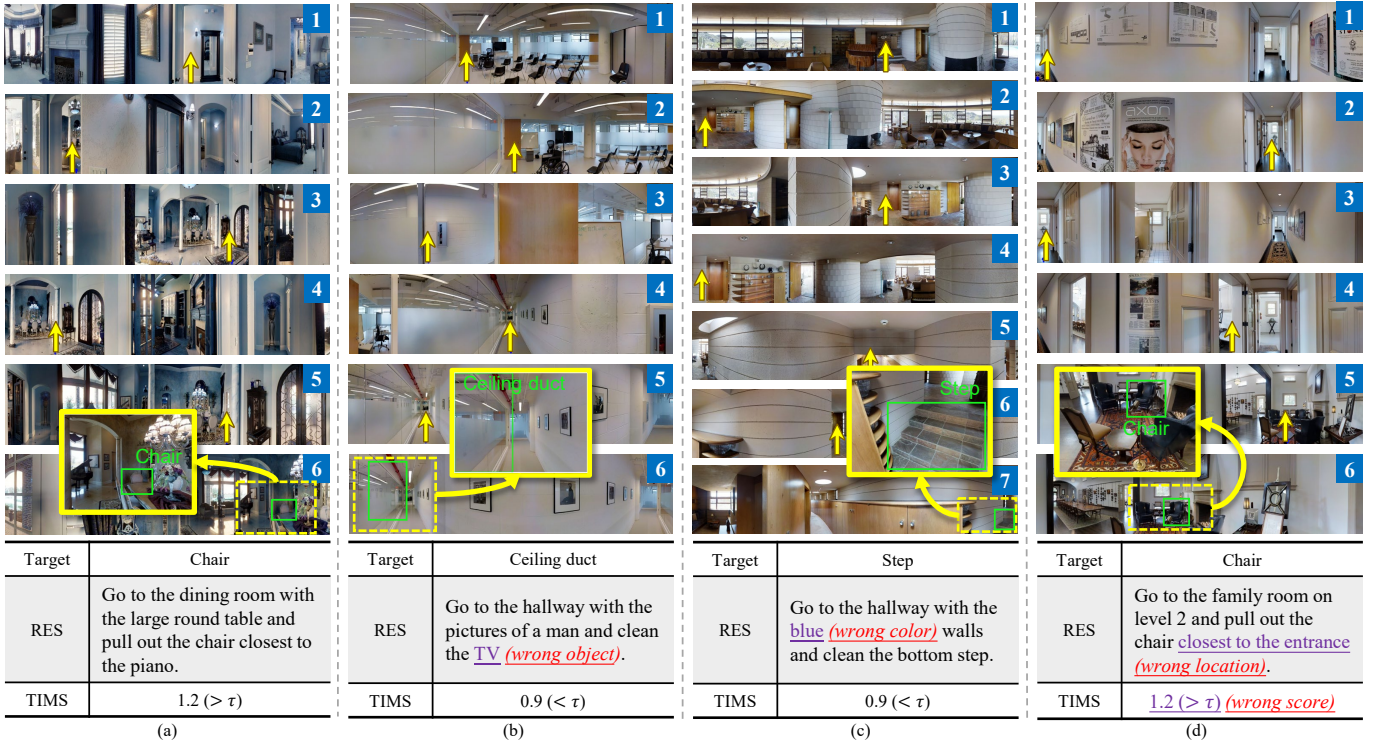 1
2
3
4
5
Chair
6
Target Chair
RES Go to the dining room with
the large round table and
pull out the chair closest to
the piano.
TIMS 1.2 (> τ)
(a)
1
2
3
4
Ceiling duct
5
6
Target Ceiling duct
RES Go to the hallway with the
pictures of a man and clean
the TV (wrong object).
TIMS 0.9 (< τ)
(b)
1
2
3
4
5
Step
6
7
Target Step
RES Go to the hallway with the
blue (wrong color) walls
and clean the bottom step.
TIMS 0.9 (< τ)
(c)
1
AXON
2
3
4
5
Chair
6
Target Chair
RES Go to the family room on
level 2 and pull out the
chair closest to the entrance
(wrong location).
TIMS 1.2 (> τ) (wrong score)
(d)